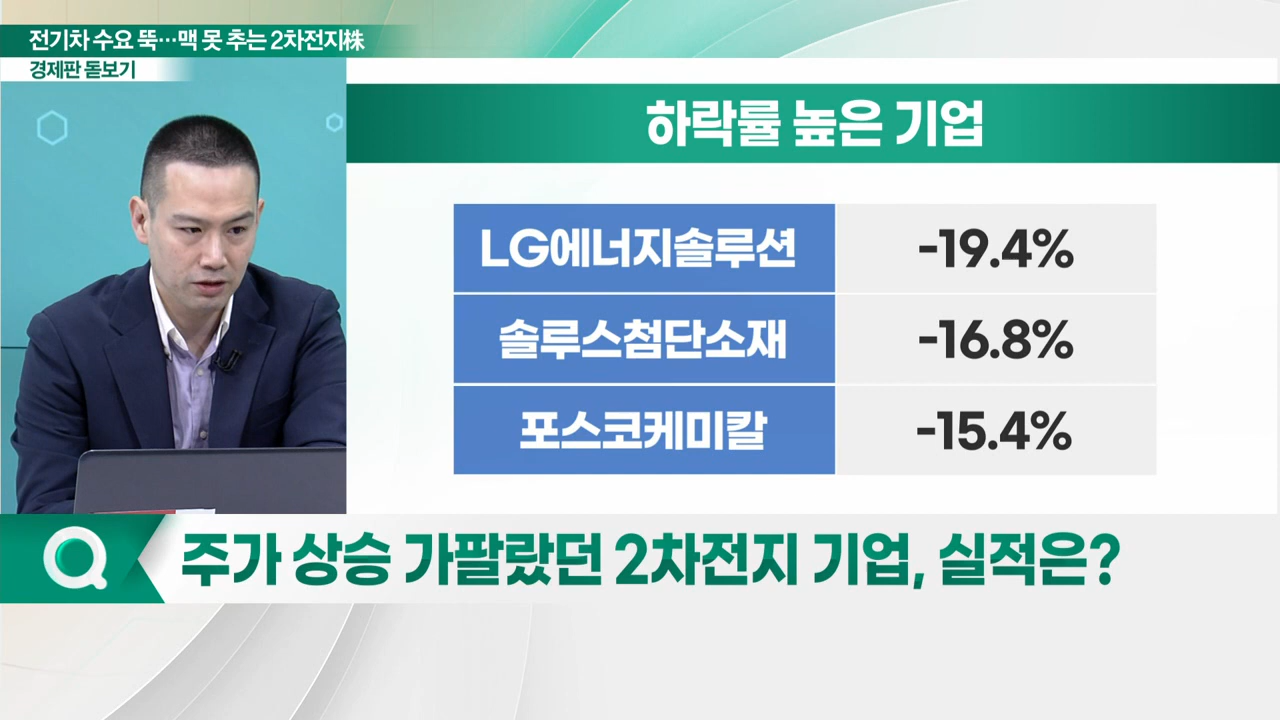 전기차 수요 뚝…맥 못 추는 2차전지株
경제판 돋보기
하락률 높은 기업
LG에너지솔루션 -19.4%
솔루스첨단소재 -16.8%
포스코케미칼 -15.4%
Q 주가 상승 가팔랐던 2차전지 기업, 실적은?